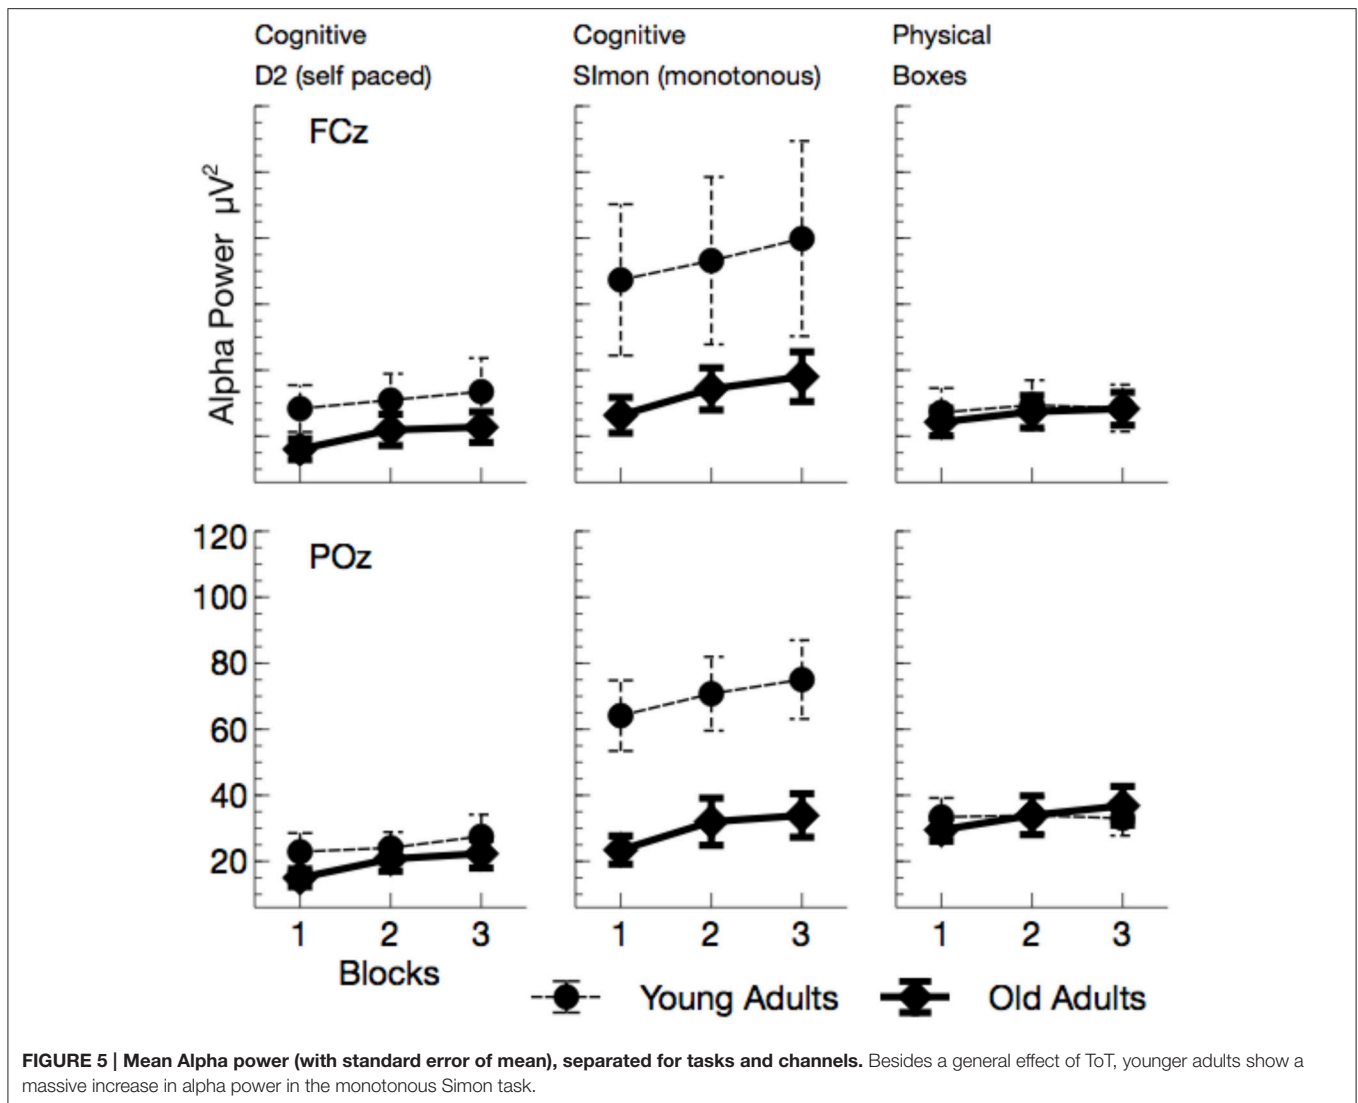 Cognitive
D2 (self paced)
Cognitive
SImon (monotonous)
Physical
Boxes
FCz
Alpha Power µV²
POz
120
100
80
60
40
20
1 2 3
1 2 3
1 2 3
Blocks
Young Adults
Old Adults
FIGURE 5 | Mean Alpha power (with standard error of mean), separated for tasks and channels. Besides a general effect of ToT, younger adults show a
massive increase in alpha power in the monotonous Simon task.